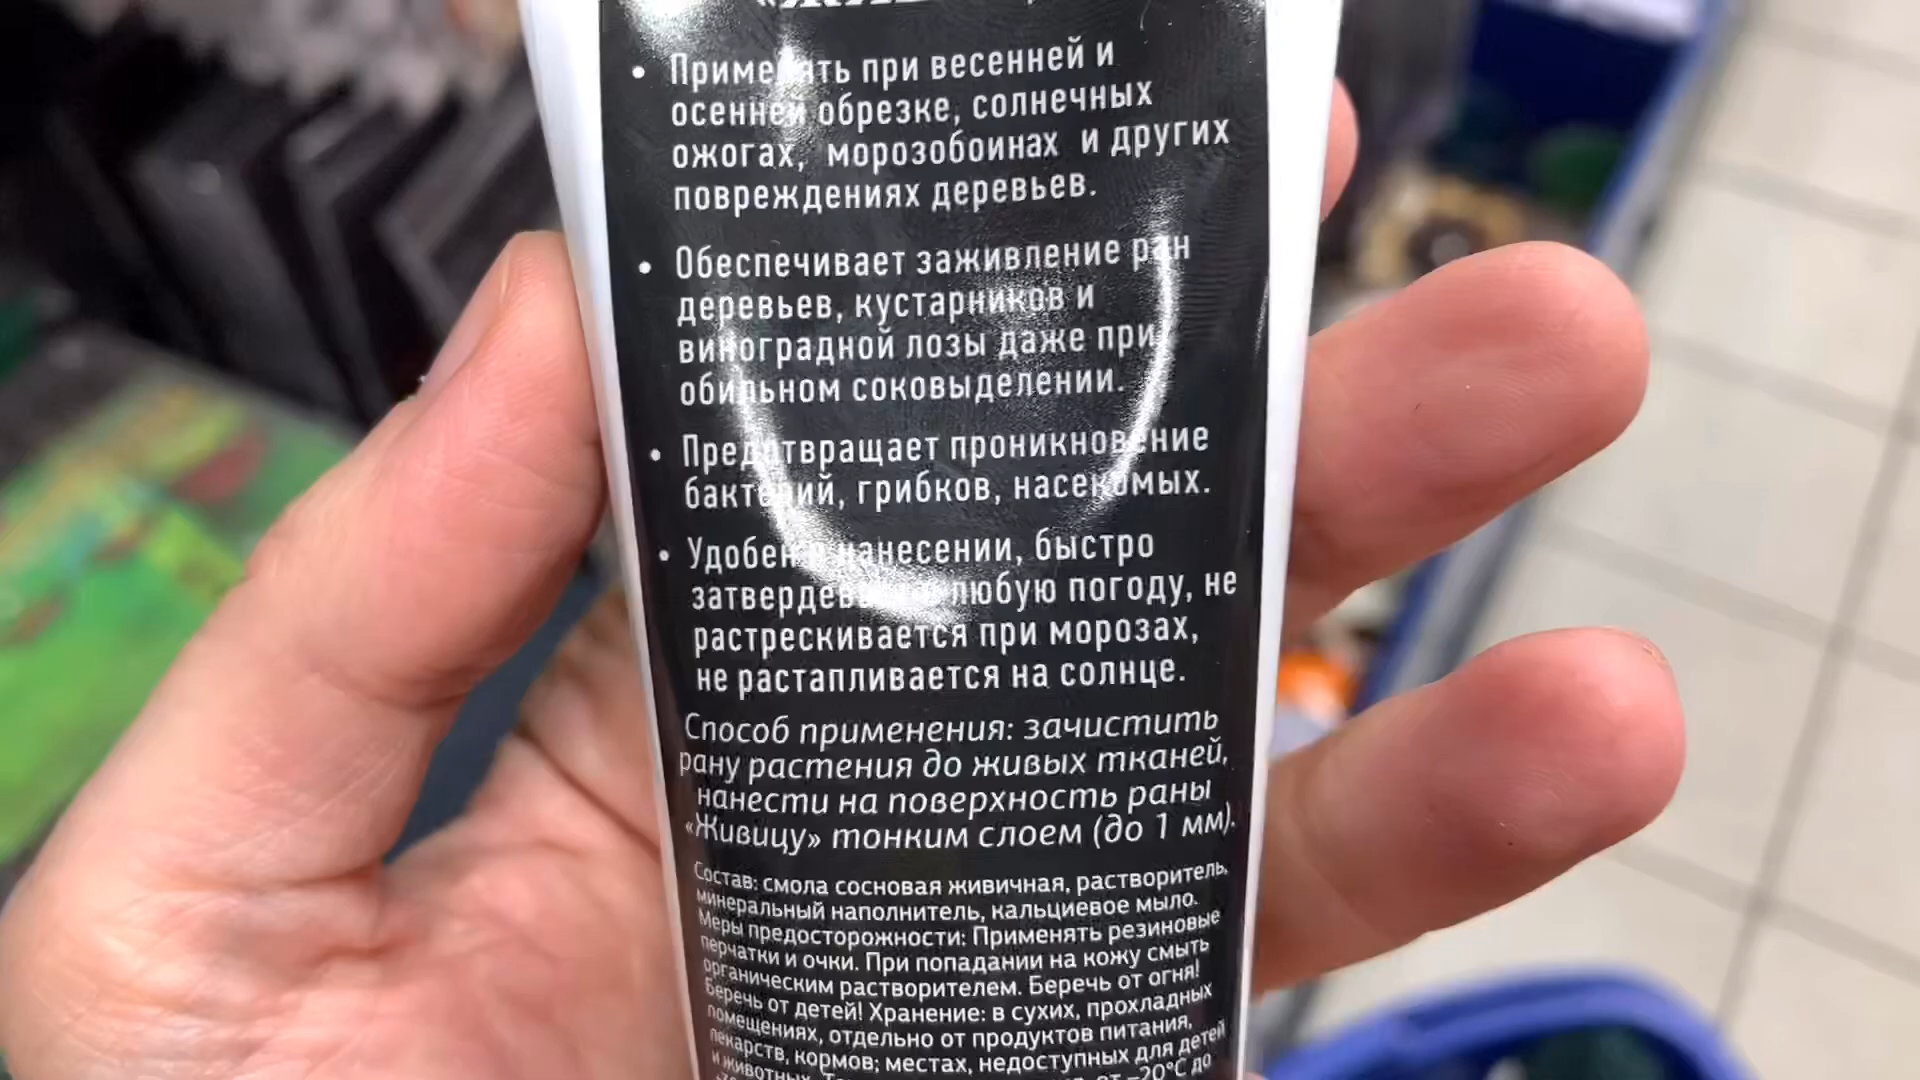 • Применять при весенней и
осенней обрезке, солнечных
ожогах, морозобоинах и других
повреждениях деревьев.
• Обеспечивает заживление ран
деревьев, кустарников и
виноградной лозы даже при
обильном соковыделении.
• Предотвращает проникновение
бактерий, грибков, насекомых.
• Удобен в нанесении, быстро
затвердевает в любую погоду, не
растрескивается при морозах,
не растапливается на солнце.
Способ применения: зачистить
рану растения до живых тканей,
нанести на поверхность раны
«Живицу» тонким слоем (до 1 мм).
Состав: смола сосновая живичная, растворитель,
минеральный наполнитель, кальциевое мыло.
Меры предосторожности: Применять резиновые
перчатки и очки. При попадании на кожу смыть
органическим растворителем. Беречь от огня!
Беречь от детей! Хранение: в сухих, прохладных
помещениях, отдельно от продуктов питания,
лекарств, кормов; местах, недоступных для детей
и животных. от –20°С до